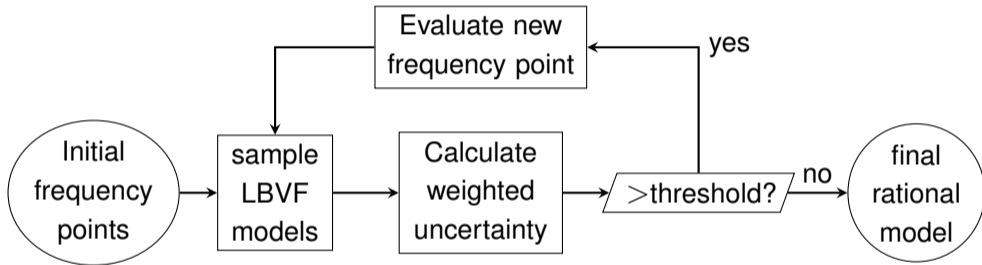 Evaluate new
frequency point
yes
Initial
frequency
points
sample
LBVF
models
Calculate
weighted
uncertainty
>threshold?
no
final
rational
model